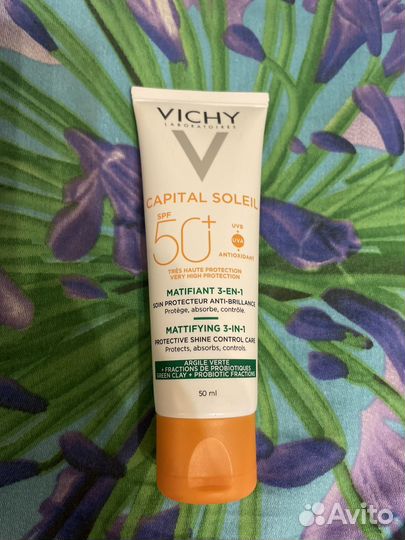 VICHY
LABORATOIRES
CAPITAL SOLEIL
SPF
50+
UVB
+UVA
+
ANTIOXIDANT
TRÈS HAUTE PROTECTION
VERY HIGH PROTECTION
MATIFIANT 3-EN-1
SOIN PROTECTEUR ANTI-BRILLANCE
Protège, absorbe, contrôle.
MATTIFYING 3-IN-1
PROTECTIVE SHINE CONTROL CARE
Protects, absorbs, controls.
ARGILE VERTE
+ FRACTIONS DE PROBIOTIQUES
GREEN CLAY + PROBIOTIC FRACTIONS
50 ml
Avito